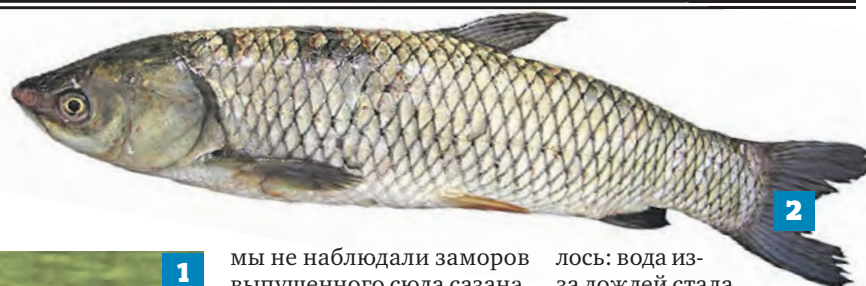 2
1
мы не наблюдали заморов
выпущенного сюда сазана
лось: вода из-
за дождей стала